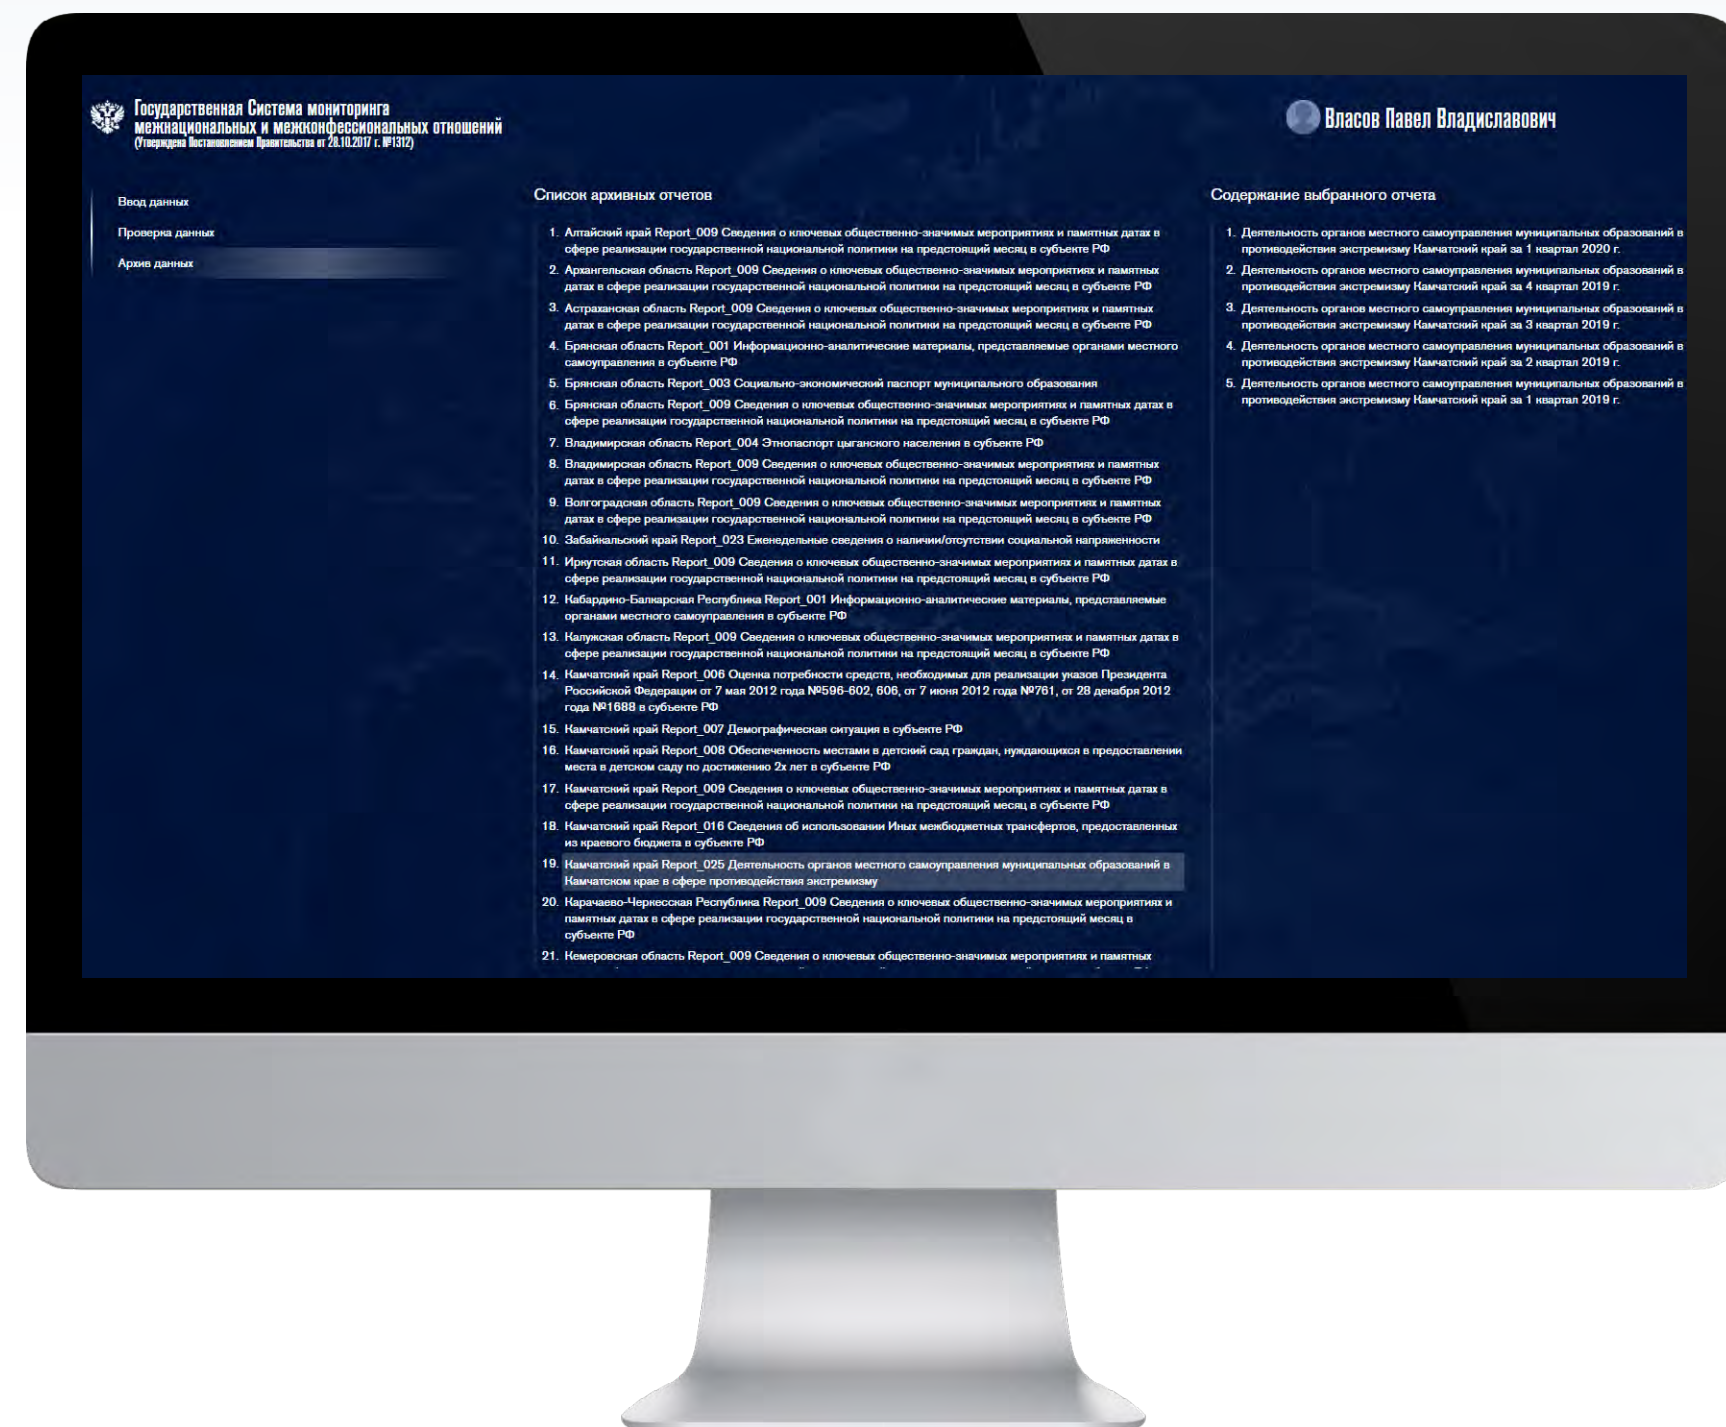 Государственная Система мониторинга
межнациональных и межконфессиональных отношений
(Утверждена Постановлением Правительства от 28.10.2017 г. №1312)
Власов Павел Владиславович
Ввод данных
Проверка данных
Архив данных
Список архивных отчетов
1. Алтайский край Report_009 Сведения о ключевых общественно-значимых мероприятиях и памятных датах в
сфере реализации государственной национальной политики на предстоящий месяц в субъекте РФ
2. Архангельская область Report_009 Сведения о ключевых общественно-значимых мероприятиях и памятных
датах в сфере реализации государственной национальной политики на предстоящий месяц в субъекте РФ
3. Астраханская область Report_009 Сведения о ключевых общественно-значимых мероприятиях и памятных
датах в сфере реализации государственной национальной политики на предстоящий месяц в субъекте РФ
4. Брянская область Report_001 Информационно-аналитические материалы, представляемые органами местного
самоуправления в субъекте РФ
5. Брянская область Report_003 Социально-экономический паспорт муниципального образования
6. Брянская область Report_009 Сведения о ключевых общественно-значимых мероприятиях и памятных датах в
сфере реализации государственной национальной политики на предстоящий месяц в субъекте РФ
7. Владимирская область Report_004 Этнопаспорт цыганского населения в субъекте РФ
8. Владимирская область Report_009 Сведения о ключевых общественно-значимых мероприятиях и памятных
датах в сфере реализации государственной национальной политики на предстоящий месяц в субъекте РФ
9. Волгоградская область Report_009 Сведения о ключевых общественно-значимых мероприятиях и памятных
датах в сфере реализации государственной национальной политики на предстоящий месяц в субъекте РФ
10. Забайкальский край Report_023 Еженедельные сведения о наличии/отсутствии социальной напряженности
11. Иркутская область Report_009 Сведения о ключевых общественно-значимых мероприятиях и памятных датах в
сфере реализации государственной национальной политики на предстоящий месяц в субъекте РФ
12. Кабардино-Балкарская Республика Report_001 Информационно-аналитические материалы, представляемые
органами местного самоуправления в субъекте РФ
13. Калужская область Report_009 Сведения о ключевых общественно-значимых мероприятиях и памятных датах в
сфере реализации государственной национальной политики на предстоящий месяц в субъекте РФ
14. Камчатский край Report_006 Оценка потребности средств, необходимых для реализации указов Президента
Российской Федерации от 7 мая 2012 года №596-602, 606, от 7 июня 2012 года №761, от 28 декабря 2012
года №1688 в субъекте РФ
15. Камчатский край Report_007 Демографическая ситуация в субъекте РФ
16. Камчатский край Report_008 Обеспеченность местами в детский сад граждан, нуждающихся в предоставлении
места в детском саду по достижению 2х лет в субъекте РФ
17. Камчатский край Report_009 Сведения о ключевых общественно-значимых мероприятиях и памятных датах в
сфере реализации государственной национальной политики на предстоящий месяц в субъекте РФ
18. Камчатский край Report_016 Сведения об использовании Иных межбюджетных трансфертов, предоставленных
из краевого бюджета в субъекте РФ
19. Камчатский край Report_025 Деятельность органов местного самоуправления муниципальных образований в
Камчатском крае в сфере противодействия экстремизму
20. Карачаево-Черкесская Республика Report_009 Сведения о ключевых общественно-значимых мероприятиях и
памятных датах в сфере реализации государственной национальной политики на предстоящий месяц в
субъекте РФ
21. Кемеровская область Report_009 Сведения о ключевых общественно-значимых мероприятиях и памятных
Содержание выбранного отчета
1. Деятельность органов местного самоуправления муниципальных образований в
противодействия экстремизму Камчатский край за 1 квартал 2020 г.
2. Деятельность органов местного самоуправления муниципальных образований в
противодействия экстремизму Камчатский край за 4 квартал 2019 г.
3. Деятельность органов местного самоуправления муниципальных образований в
противодействия экстремизму Камчатский край за 3 квартал 2019 г.
4. Деятельность органов местного самоуправления муниципальных образований в
противодействия экстремизму Камчатский край за 2 квартал 2019 г.
5. Деятельность органов местного самоуправления муниципальных образований в
противодействия экстремизму Камчатский край за 1 квартал 2019 г.